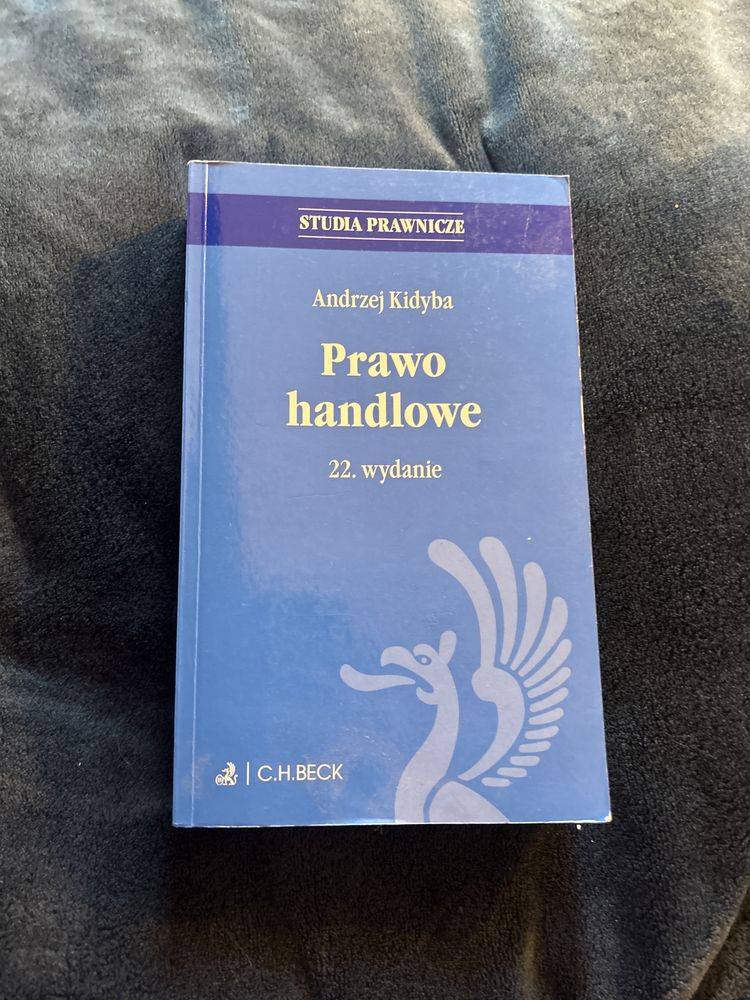 STUDIA PRAWNICZE
Andrzej Kidyba
Prawo
handlowe
22. wydanie
C.H.BECK